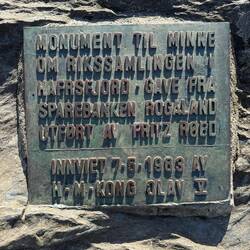 MONUMENT TIL MINNE
OM RIKSSAMLINGEN I
HAFRSFJORD. GAVE FRA
SPAREBANKEN ROGALAND
UTFØRT AV FRITZ RØED
INNVIET 7.5.1983 AV
H.M. KONG OLAV V